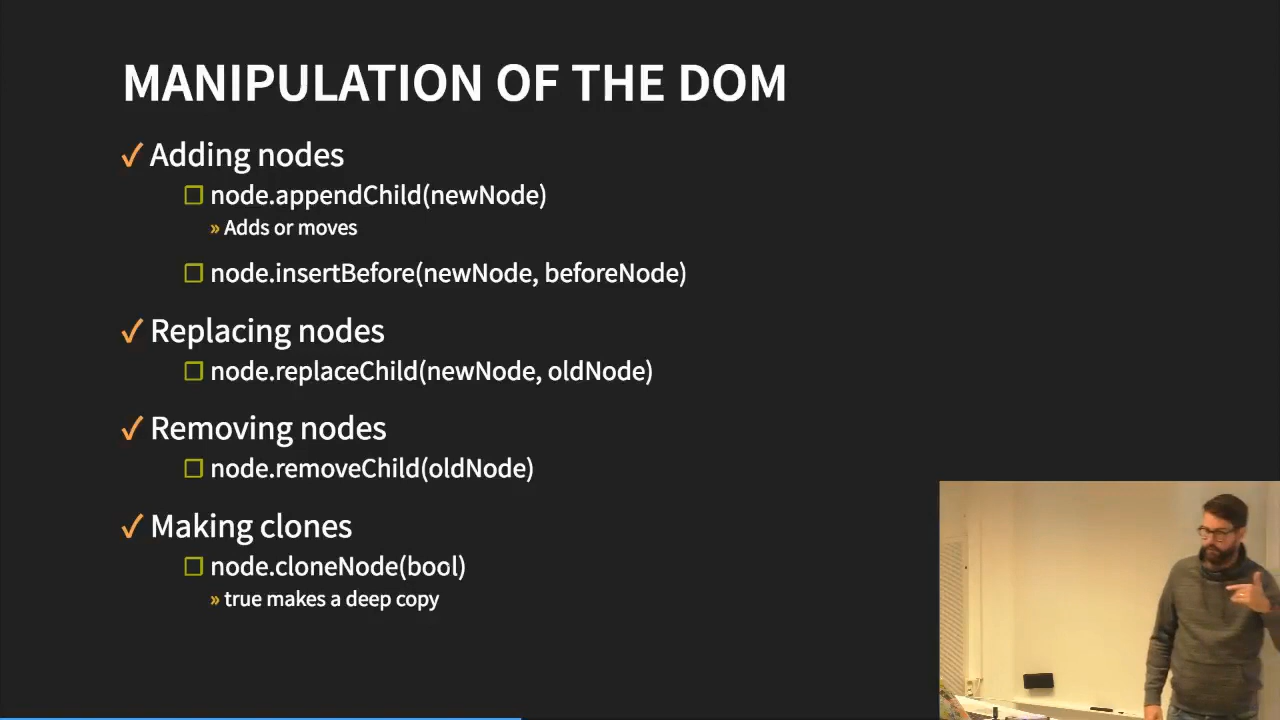 MANIPULATION OF THE DOM
✓ Adding nodes
❒ node.appendChild(newNode)
» Adds or moves
❒ node.insertBefore(newNode, beforeNode)
✓ Replacing nodes
❒ node.replaceChild(newNode, oldNode)
✓ Removing nodes
❒ node.removeChild(oldNode)
✓ Making clones
❒ node.cloneNode(bool)
» true makes a deep copy